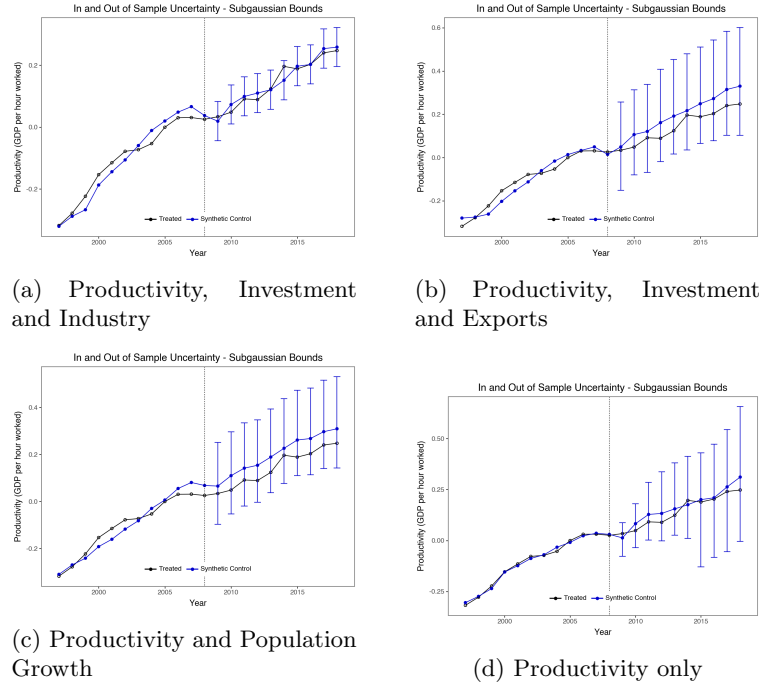 In and Out of Sample Uncertainty - Subgaussian Bounds
Productivity (GDP per hour worked)
0.2
0.0
-0.2
2000
2005
2010
2015
Year
Treated
Synthetic Control
(a) Productivity, Investment
and Industry
In and Out of Sample Uncertainty - Subgaussian Bounds
Productivity (GDP per hour worked)
0.6
0.4
0.2
0.0
-0.2
2000
2005
2010
2015
Year
Treated
Synthetic Control
(b) Productivity, Investment
and Exports
In and Out of Sample Uncertainty - Subgaussian Bounds
Productivity (GDP per hour worked)
0.4
0.2
0.0
-0.2
2000
2005
2010
2015
Year
Treated
Synthetic Control
(c) Productivity and Population
Growth
In and Out of Sample Uncertainty - Subgaussian Bounds
Productivity (GDP per hour worked)
0.50
0.25
0.00
-0.25
2000
2005
2010
2015
Year
Treated
Synthetic Control
(d) Productivity only